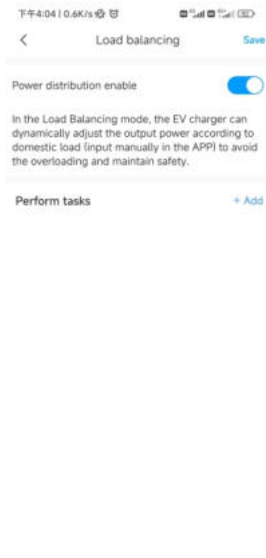 下午4:04 | 0.6K/s
Load balancing
Save
Power distribution enable
In the Load Balancing mode, the EV charger can
dynamically adjust the output power according to
domestic load (input manually in the APP) to avoid
the overloading and maintain safety.
Perform tasks
+ Add